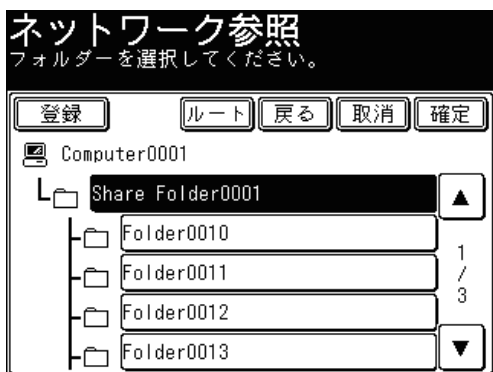 ネットワーク参照
フォルダーを選択してください。
登録 ルート 戻る 取消 確定
Computer0001
Share Folder0001
▲
Folder0010
Folder0011
1/3
Folder0012
Folder0013
▼